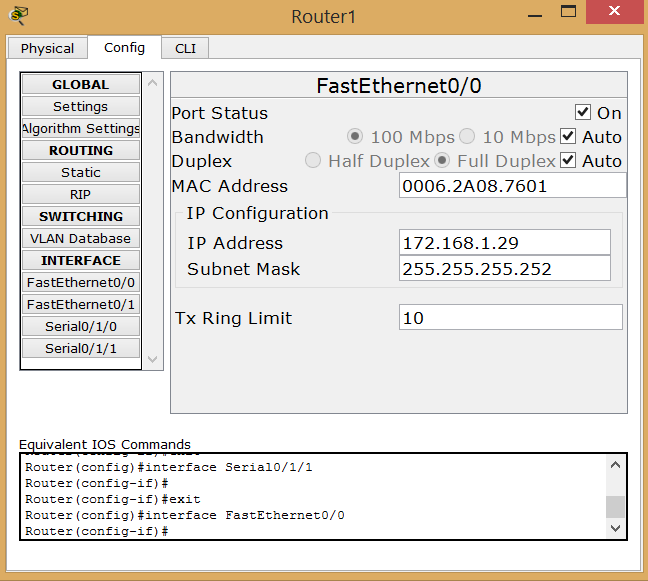 Router1
Physical Config CLI
GLOBAL
Settings
Algorithm Settings
ROUTING
Static
RIP
SWITCHING
VLAN Database
INTERFACE
FastEthernet0/0
FastEthernet0/1
Serial0/1/0
Serial0/1/1
FastEthernet0/0
Port Status On
Bandwidth 100 Mbps 10 Mbps Auto
Duplex Half Duplex Full Duplex Auto
MAC Address 0006.2A08.7601
IP Configuration
IP Address 172.168.1.29
Subnet Mask 255.255.255.252
Tx Ring Limit 10
Equivalent IOS Commands
Router(config)#interface Serial0/1/1
Router(config-if)#
Router(config-if)#exit
Router(config)#interface FastEthernet0/0
Router(config-if)#